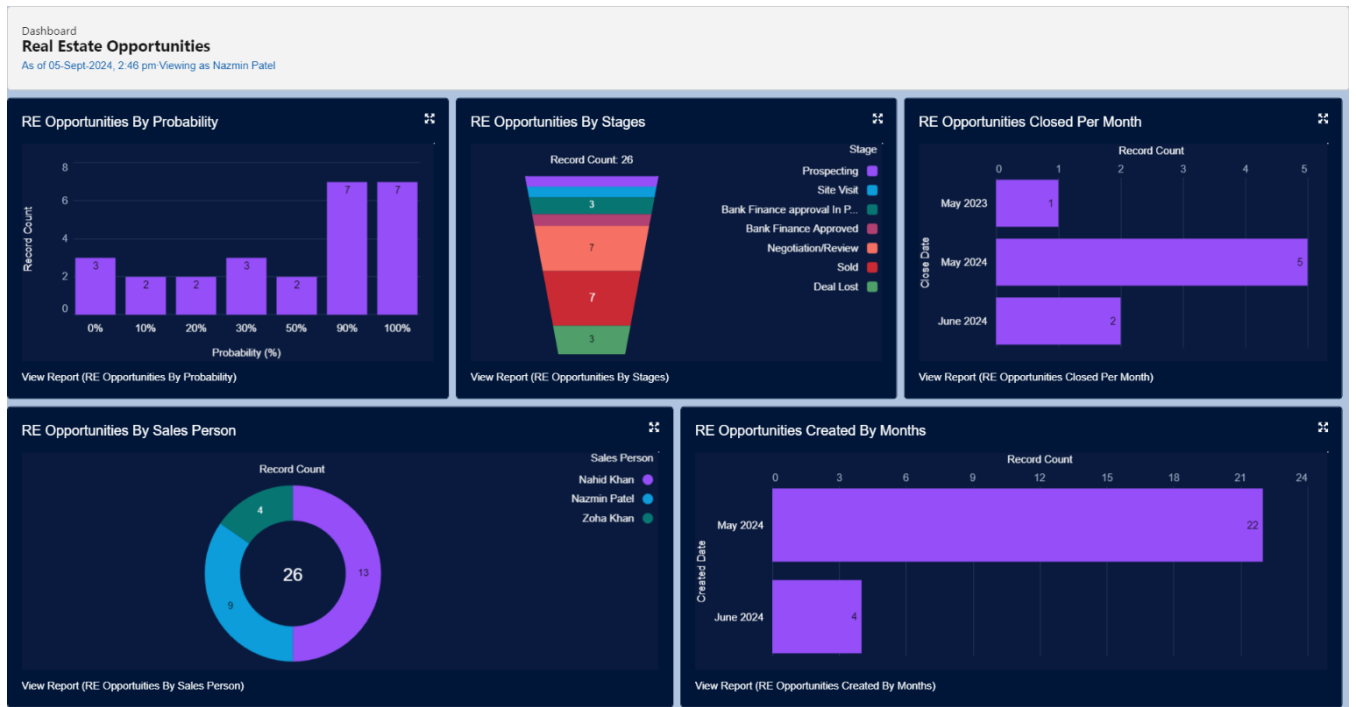 Dashboard
Real Estate Opportunities
As of 05-Sept-2024, 2:46 pm·Viewing as Nazmin Patel
RE Opportunities By Probability
8
6
4
2
0
Record Count
3
2
2
3
2
7
7
0%
10%
20%
30%
50%
90%
100%
Probability (%)
View Report (RE Opportunities By Probability)
RE Opportunities By Stages
Record Count: 26
3
7
7
3
Stage
Prospecting
Site Visit
Bank Finance approval In P...
Bank Finance Approved
Negotiation/Review
Sold
Deal Lost
View Report (RE Opportunities By Stages)
RE Opportunities Closed Per Month
Record Count
0
1
2
3
4
5
Close Date
May 2023
1
May 2024
5
June 2024
2
View Report (RE Opportunities Closed Per Month)
RE Opportunities By Sales Person
Record Count
4
13
9
26
Sales Person
Nahid Khan
Nazmin Patel
Zoha Khan
View Report (RE Opportuities By Sales Person)
RE Opportunities Created By Months
Record Count
0
3
6
9
12
15
18
21
24
Created Date
May 2024
22
June 2024
4
View Report (RE Opportunities Created By Months)